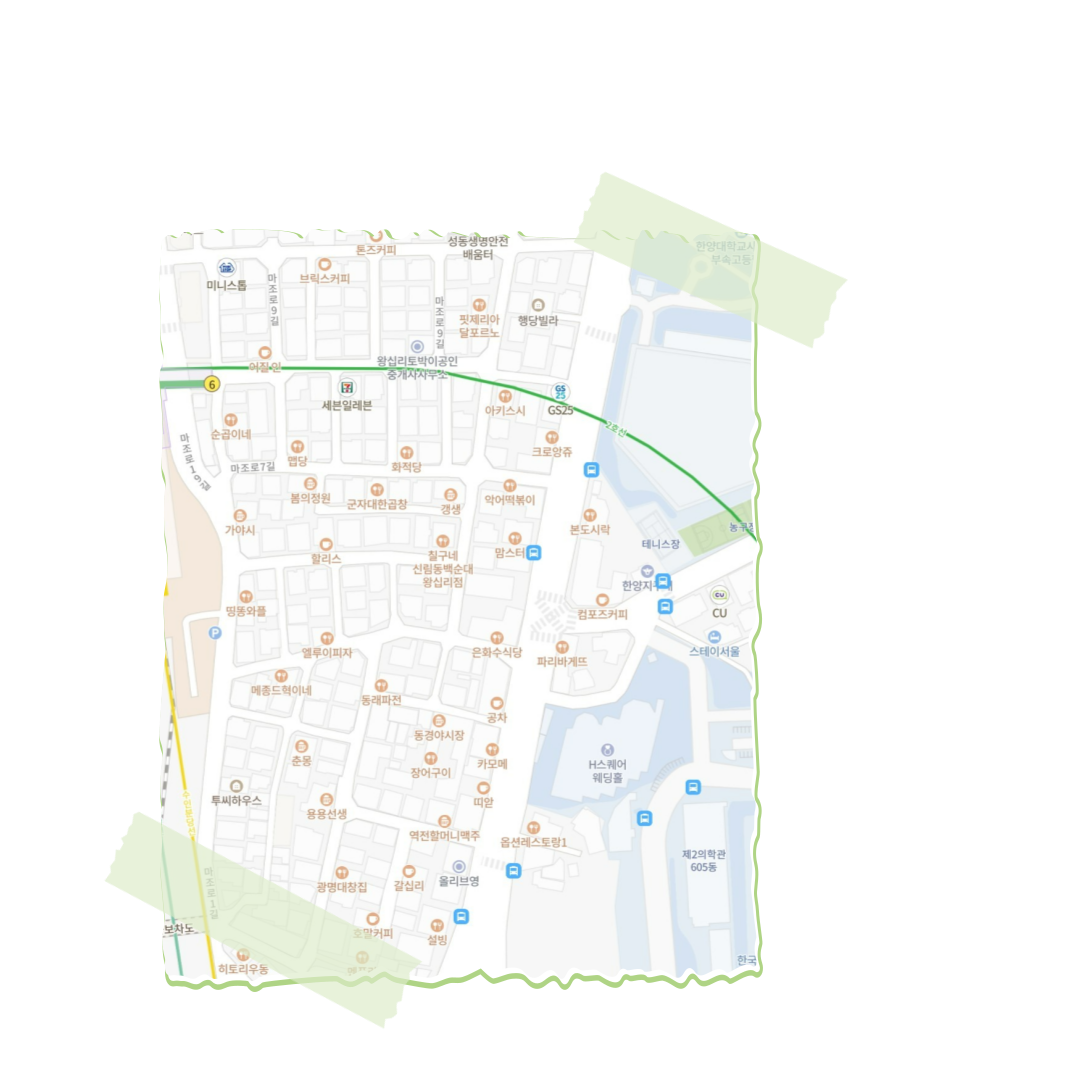 톤즈커피
성동생명안전
배움터
한양대학교사
부속고등
미니스톱
마조로9길
브릭스커피
마조로9길
핏제리아
달포르노
행당빌라
왕십리토박이공인
중개사사무소
6
세븐일레븐
아키스시
GS
25
GS25
2호선
순곱이네
마조로19길
마조로7길
맵당
화적당
크로앙쥬
봄의정원
군자대한곱창
갱생
악어떡볶이
가야시
할리스
칠구네
신림동백순대
왕십리점
맘스터
본도시락
테니스장
농구장
한양지
cu
CU
띵똥와플
P
컴포즈커피
엘루이피자
은화수식당
파리바게뜨
스테이서울
메종드혁이네
동래파전
공차
동경야시장
춘몽
장어구이
카모메
H스퀘어
웨딩홀
투씨하우스
용용선생
띠앋
역전할머니맥주
옵션레스토랑1
제2의학관
605동
마조로1길
광명대창집
갈십리
올리브영
보차도
호말커피
설빙
히토리우동
한국